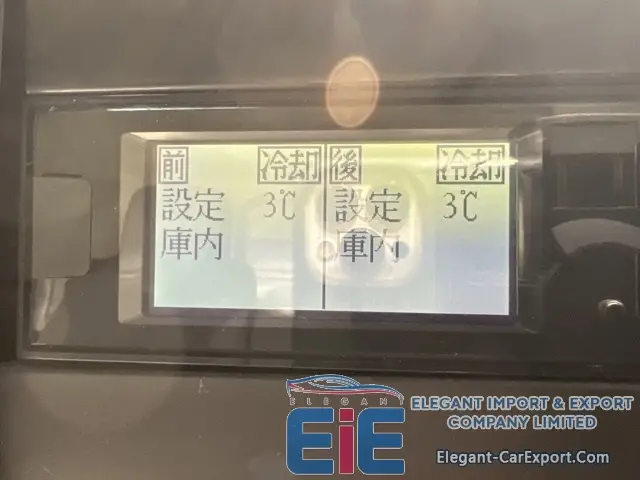 前 冷却 後 冷却
設定 3℃ 設定 3℃
庫内 庫内
ELEGAN
EiE
ELEGANT IMPORT & EXPORT
COMPANY LIMITED
Elegant-CarExport.Com